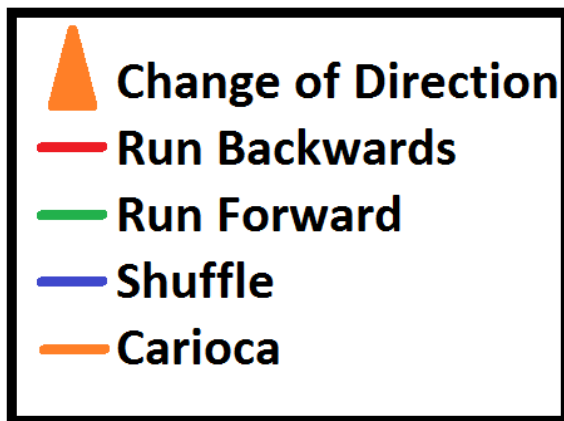 Change of Direction
Run Backwards
Run Forward
Shuffle
Carioca